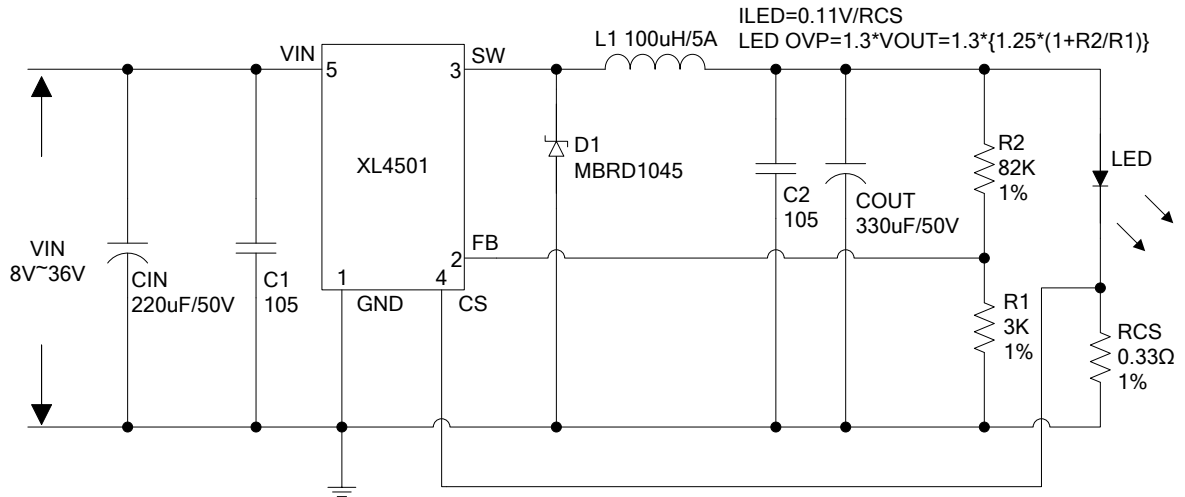 ILED=0.11V/RCS
LED OVP=1.3*VOUT=1.3*{1.25*(1+R2/R1)}
L1 100uH/5A
VIN
5
3
SW
XL4501
D1
MBRD1045
R2
82K
1%
LED
C2
105
COUT
330uF/50V
VIN
8V~36V
CIN
220uF/50V
C1
105
2
FB
1
GND
4
CS
R1
3K
1%
RCS
0.33Ω
1%